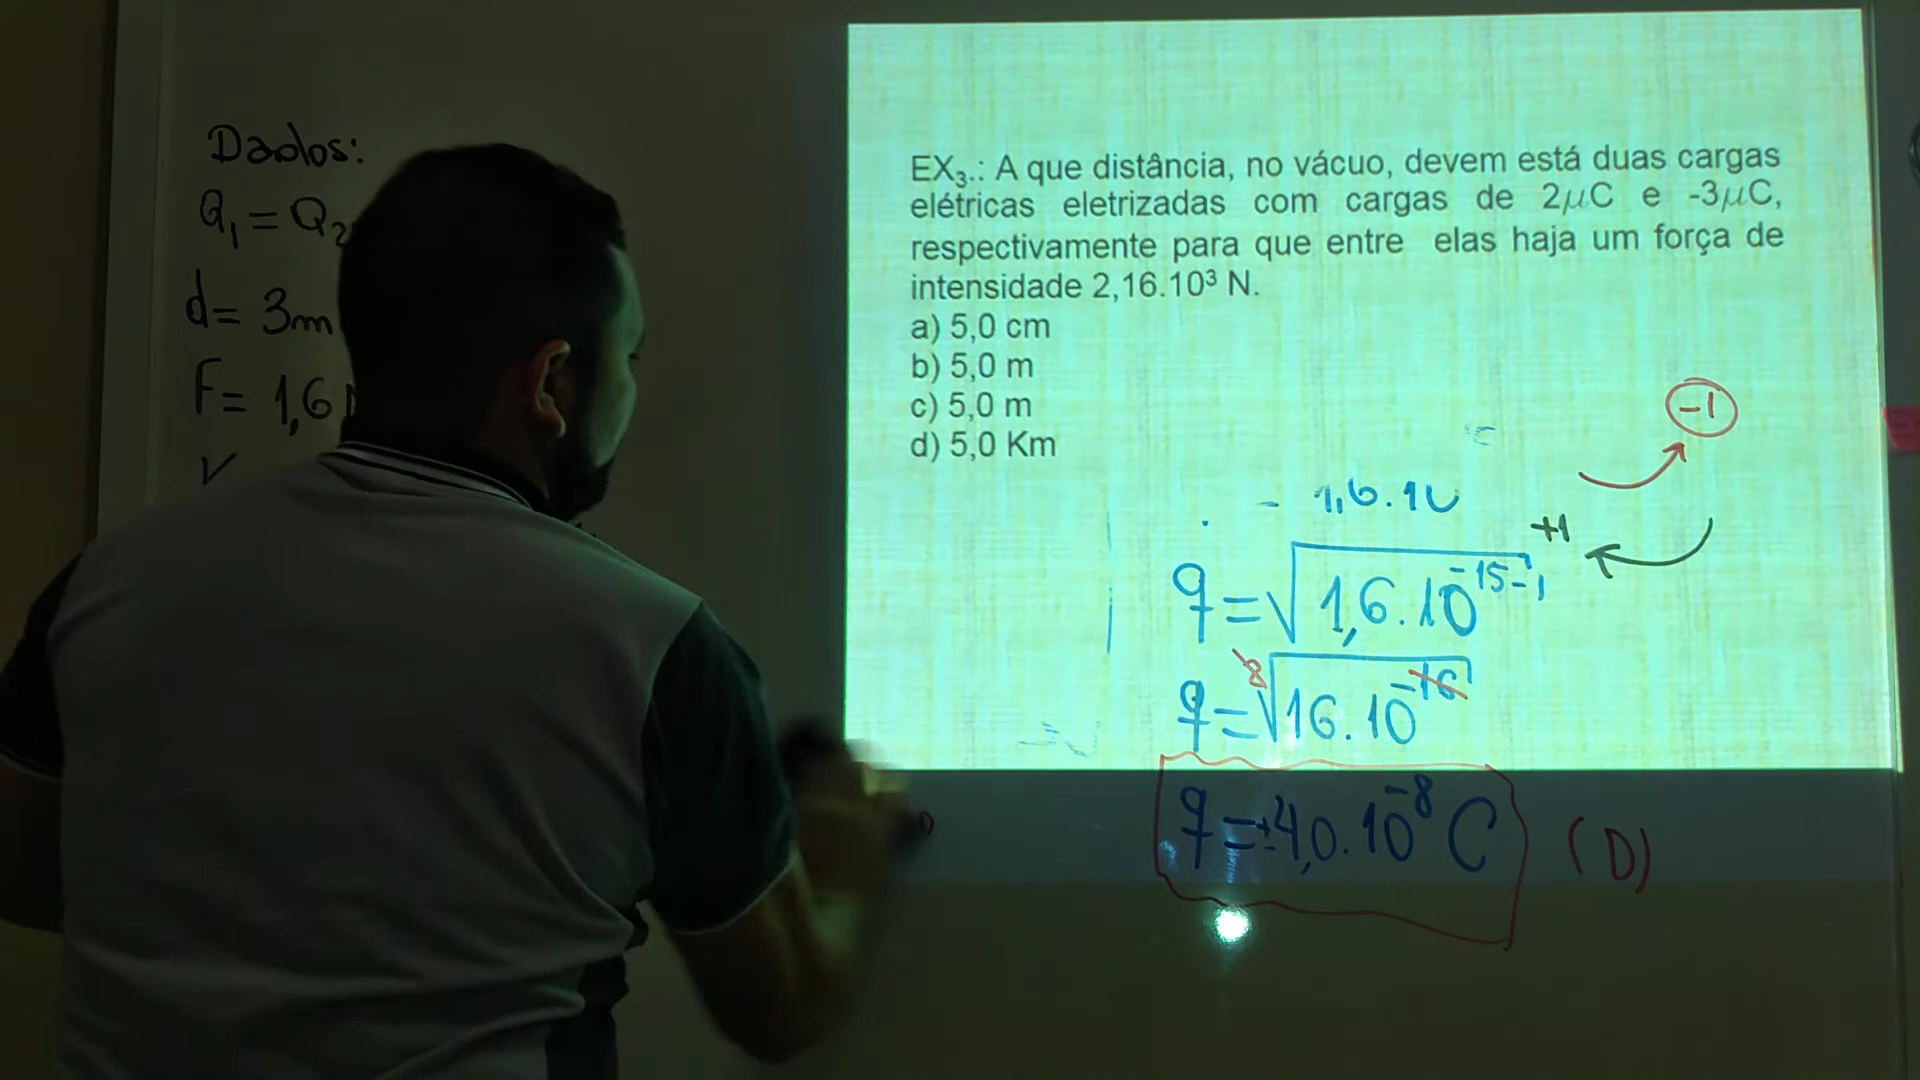 Dados:
Q₁ = Q₂
d = 3m
F = 1,6
EX₃.: A que distância, no vácuo, devem está duas cargas
elétricas eletrizadas com cargas de 2μC e -3μC,
respectivamente para que entre elas haja um força de
intensidade 2,16.10³ N.
a) 5,0 cm
b) 5,0 m
c) 5,0 m
d) 5,0 Km
-1
1,6.10
+1
q = √1,6.10⁻¹⁵⁻¹
8
q = √16.10⁻¹⁶
q = ±4,0.10⁻⁸ C (D)